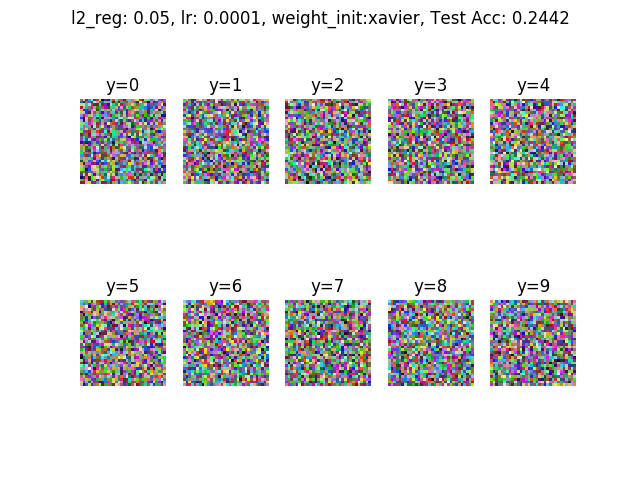 l2_reg: 0.05, lr: 0.0001, weight_init:xavier, Test Acc: 0.2442
y=0 y=1 y=2 y=3 y=4
y=5 y=6 y=7 y=8 y=9